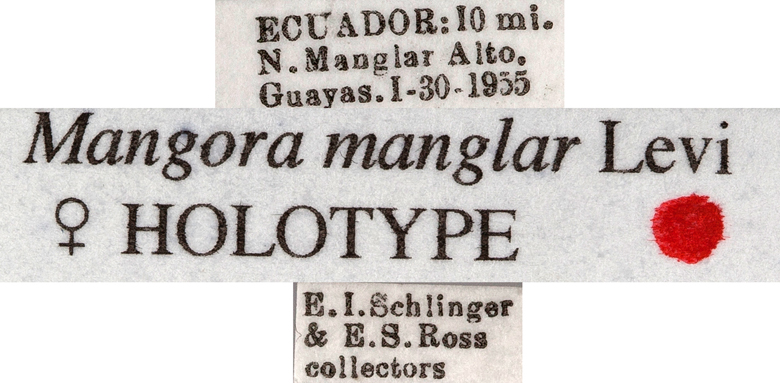 ECUADOR: 10 mi.
N. Manglar Alto.
Guayas. I-30-1955
Mangora manglar Levi
♀ HOLOTYPE
E. I. Schlinger
& E. S. Ross
collectors